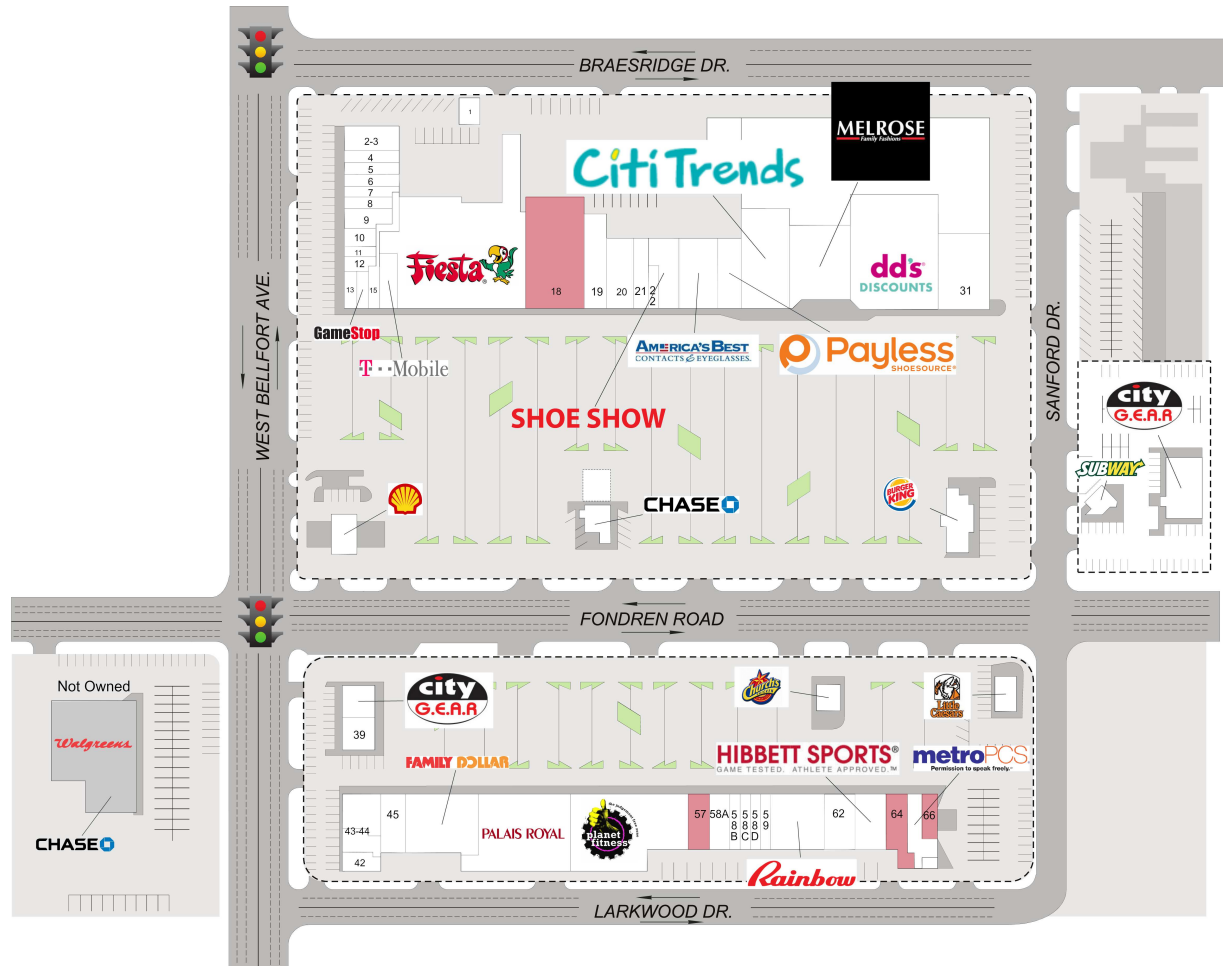 BRAESRIDGE DR.
WEST BELLFORT AVE.
SANFORD DR.
1
2-3
4
5
6
7
8
9
10
11
12
13
15
Fiesta
18
19
20
21
22
Citi Trends
MELROSE
Family Fashions
dd's
DISCOUNTS
31
GameStop
T··Mobile
AMERICA'S BEST
CONTACTS & EYEGLASSES.
Payless
SHOESOURCE®
SHOE SHOW
CHASE
BURGER
KING
city
G.E.A.R
SUBWAY
FONDREN ROAD
Not Owned
Walgreens
CHASE
city
G.E.A.R
39
Church's
Little
Caesars
FAMILY DOLLAR
HIBBETT SPORTS®
GAME TESTED. ATHLETE APPROVED.™
metroPCS.
Permission to speak freely.
43-44
42
45
PALAIS ROYAL
planet
fitness
57
58A
58B
58C
58D
59
62
64
66
Rainbow
LARKWOOD DR.